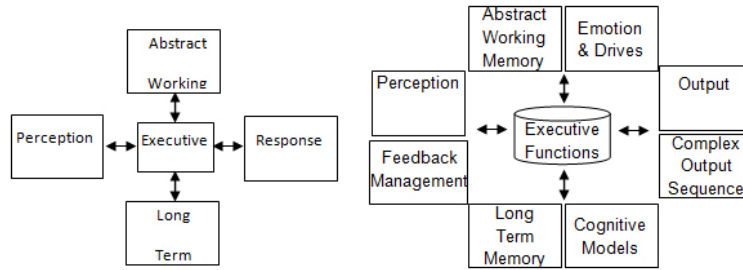 Abstract
Working
Perception
Executive
Response
Long
Term
Abstract
Working
Memory
Emotion
& Drives
Perception
Output
Executive
Functions
Feedback
Management
Complex
Output
Sequence
Long
Term
Memory
Cognitive
Models